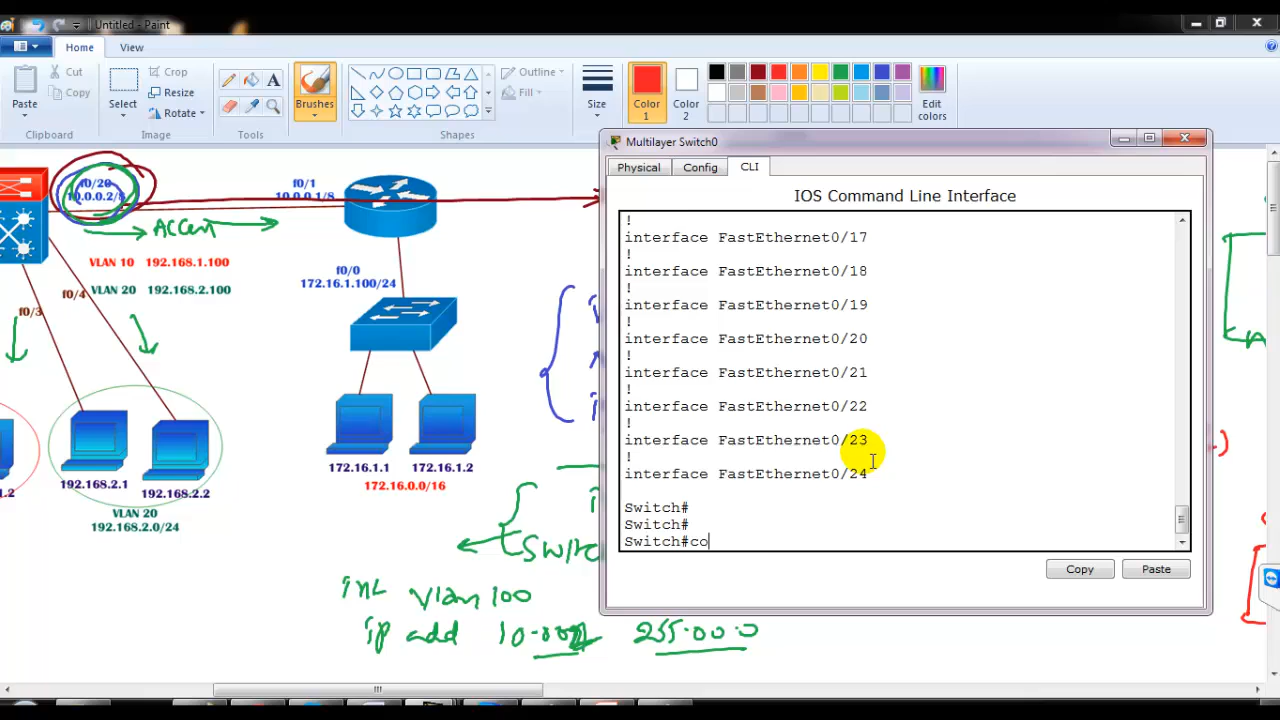 Untitled - Paint
Home
View
Paste
Cut
Copy
Clipboard
Select
Crop
Resize
Rotate
Image
Tools
Brushes
Shapes
Outline
Fill
Size
Color 1
Color 2
Edit colors
Colors
f0/20
10.0.0.2/8
ACCent
f0/1
10.0.0.1/8
VLAN 10 192.168.1.100
VLAN 20 192.168.2.100
f0/3
f0/4
f0/0
172.16.1.100/24
192.168.2.1
192.168.2.2
VLAN 20
192.168.2.0/24
172.16.1.1
172.16.1.2
172.16.0.0/16
int vlan 100
ip add
255.0.0.0
Multilayer Switch0
Physical
Config
CLI
IOS Command Line Interface
!
interface FastEthernet0/17
!
interface FastEthernet0/18
!
interface FastEthernet0/19
!
interface FastEthernet0/20
!
interface FastEthernet0/21
!
interface FastEthernet0/22
!
interface FastEthernet0/23
!
interface FastEthernet0/24
Switch#
Switch#
Switch#co
Copy
Paste